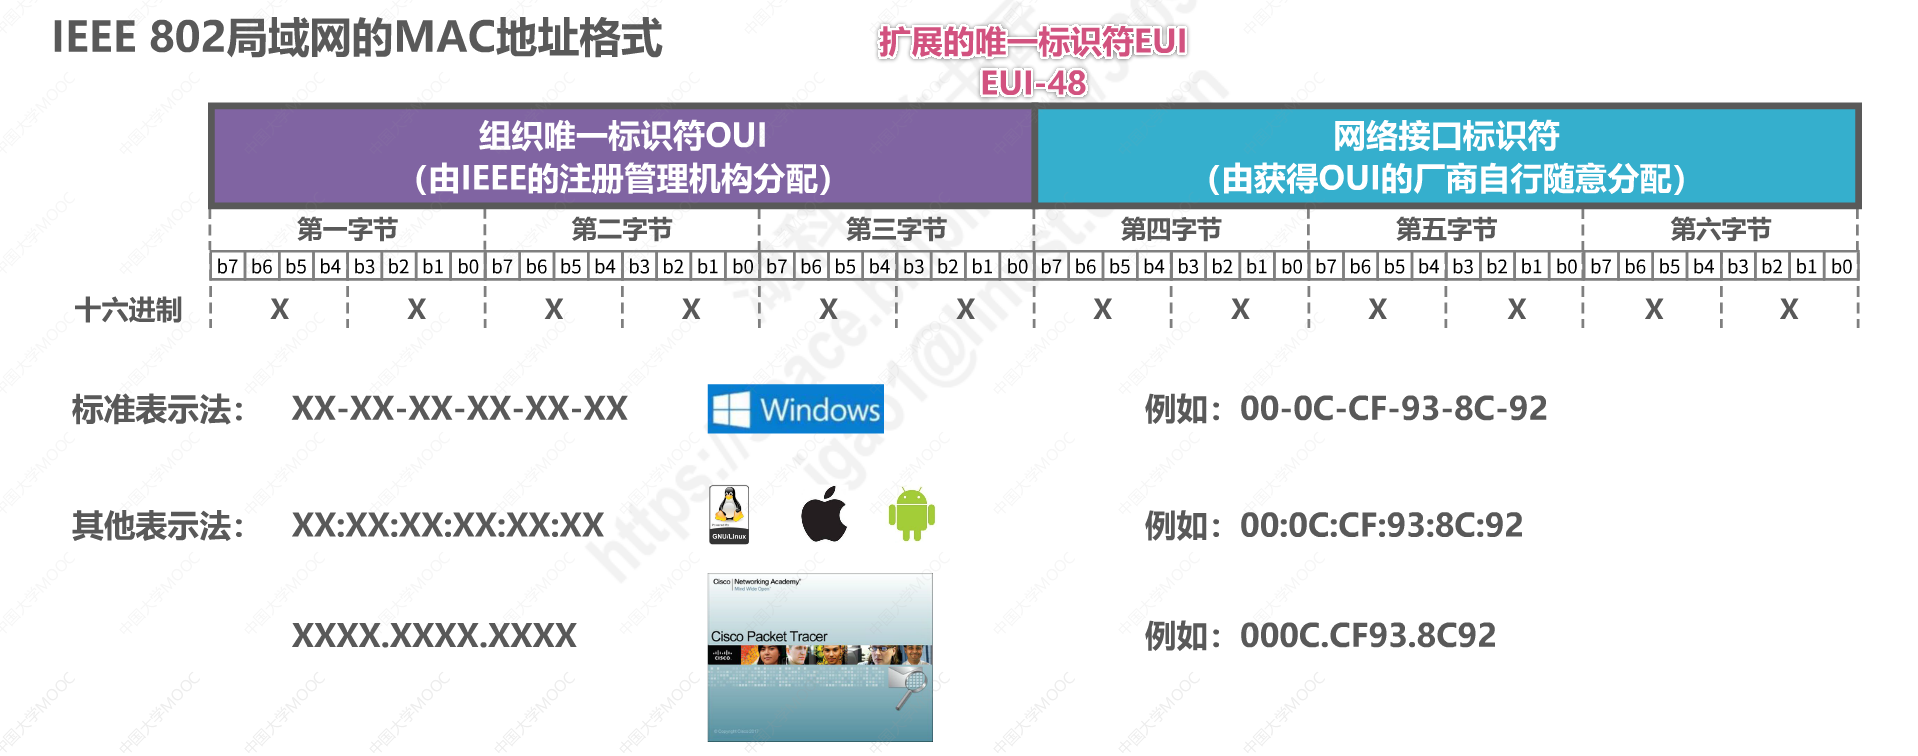 IEEE 802局域网的MAC地址格式
扩展的唯一标识符EUI
EUI-48
组织唯一标识符OUI
（由IEEE的注册管理机构分配）
网络接口标识符
（由获得OUI的厂商自行随意分配）
第一字节 第二字节 第三字节 第四字节 第五字节 第六字节
b7 b6 b5 b4 b3 b2 b1 b0 b7 b6 b5 b4 b3 b2 b1 b0 b7 b6 b5 b4 b3 b2 b1 b0 b7 b6 b5 b4 b3 b2 b1 b0 b7 b6 b5 b4 b3 b2 b1 b0 b7 b6 b5 b4 b3 b2 b1 b0
十六进制 X X X X X X X X X X X X
标准表示法： XX-XX-XX-XX-XX-XX Windows 例如：00-0C-CF-93-8C-92
其他表示法： XX:XX:XX:XX:XX:XX GNU/Linux 例如：00:0C:CF:93:8C:92
Cisco Networking Academy
Mind Wide Open
XXXX.XXXX.XXXX Cisco Packet Tracer 例如：000C.CF93.8C92
CISCO
中国大学MOOC